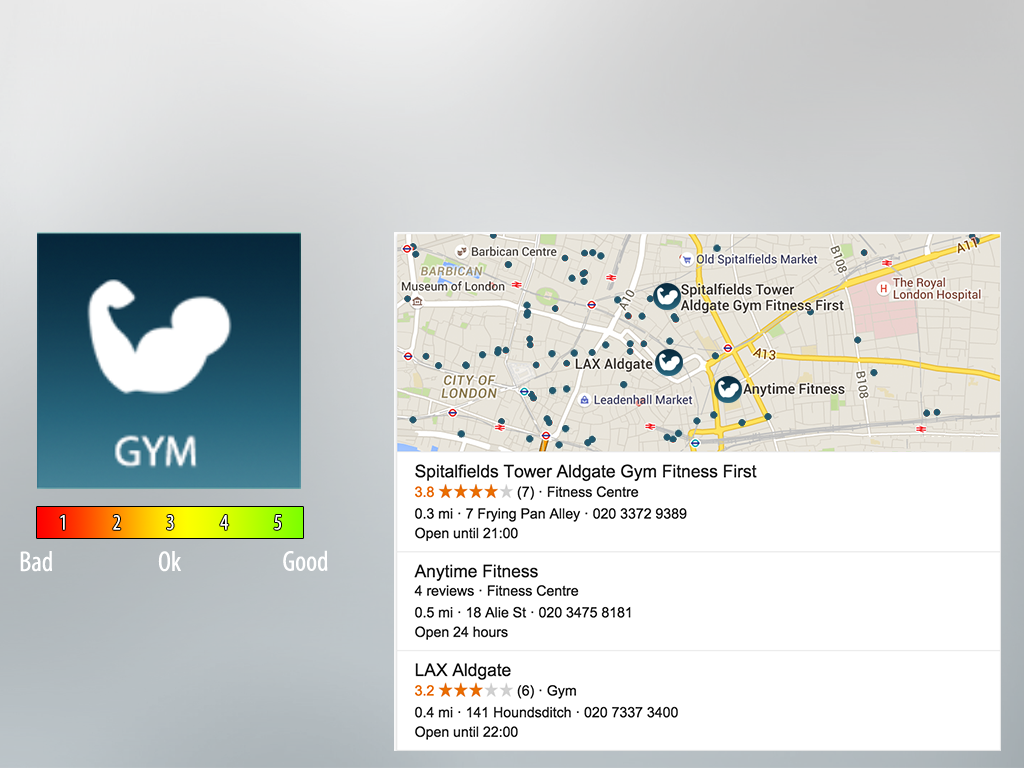 GYM
1 2 3 4 5
Bad Ok Good
Barbican Centre
BARBICAN
Museum of London
Old Spitalfields Market
B108
A11
A10
Spitalfields Tower
Aldgate Gym Fitness First
The Royal
London Hospital
LAX Aldgate
A13
CITY OF
LONDON
Leadenhall Market
Anytime Fitness
B108
Spitalfields Tower Aldgate Gym Fitness First
3.8 ★★★★★ (7) · Fitness Centre
0.3 mi · 7 Frying Pan Alley · 020 3372 9389
Open until 21:00
Anytime Fitness
4 reviews · Fitness Centre
0.5 mi · 18 Alie St · 020 3475 8181
Open 24 hours
LAX Aldgate
3.2 ★★★★★ (6) · Gym
0.4 mi · 141 Houndsditch · 020 7337 3400
Open until 22:00